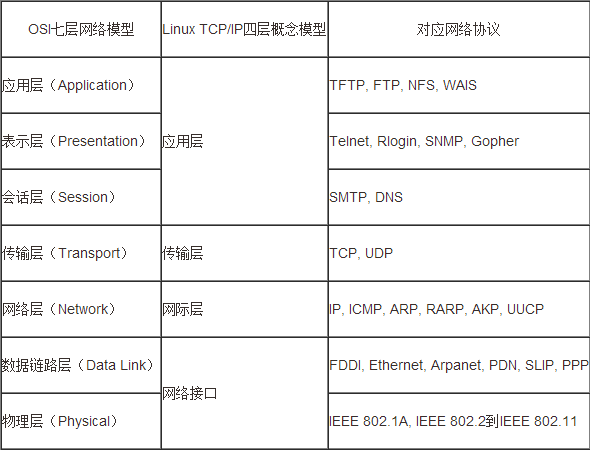 OSI七层网络模型 Linux TCP/IP四层概念模型 对应网络协议
应用层（Application） TFTP, FTP, NFS, WAIS
表示层（Presentation） 应用层 Telnet, Rlogin, SNMP, Gopher
会话层（Session） SMTP, DNS
传输层（Transport） 传输层 TCP, UDP
网络层（Network） 网际层 IP, ICMP, ARP, RARP, AKP, UUCP
数据链路层（Data Link） FDDI, Ethernet, Arpanet, PDN, SLIP, PPP
网络接口
物理层（Physical） IEEE 802.1A, IEEE 802.2到IEEE 802.11